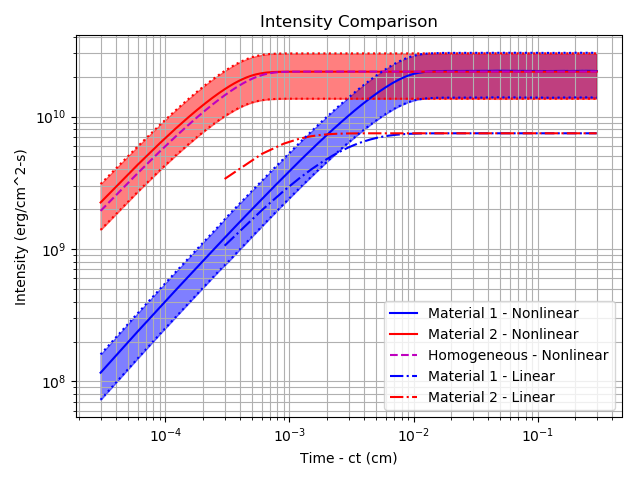 Intensity Comparison
Intensity (erg/cm^2-s)
10^10
10^9
10^8
Material 1 - Nonlinear
Material 2 - Nonlinear
Homogeneous - Nonlinear
Material 1 - Linear
Material 2 - Linear
10^−4
10^−3
10^−2
10^−1
Time - ct (cm)